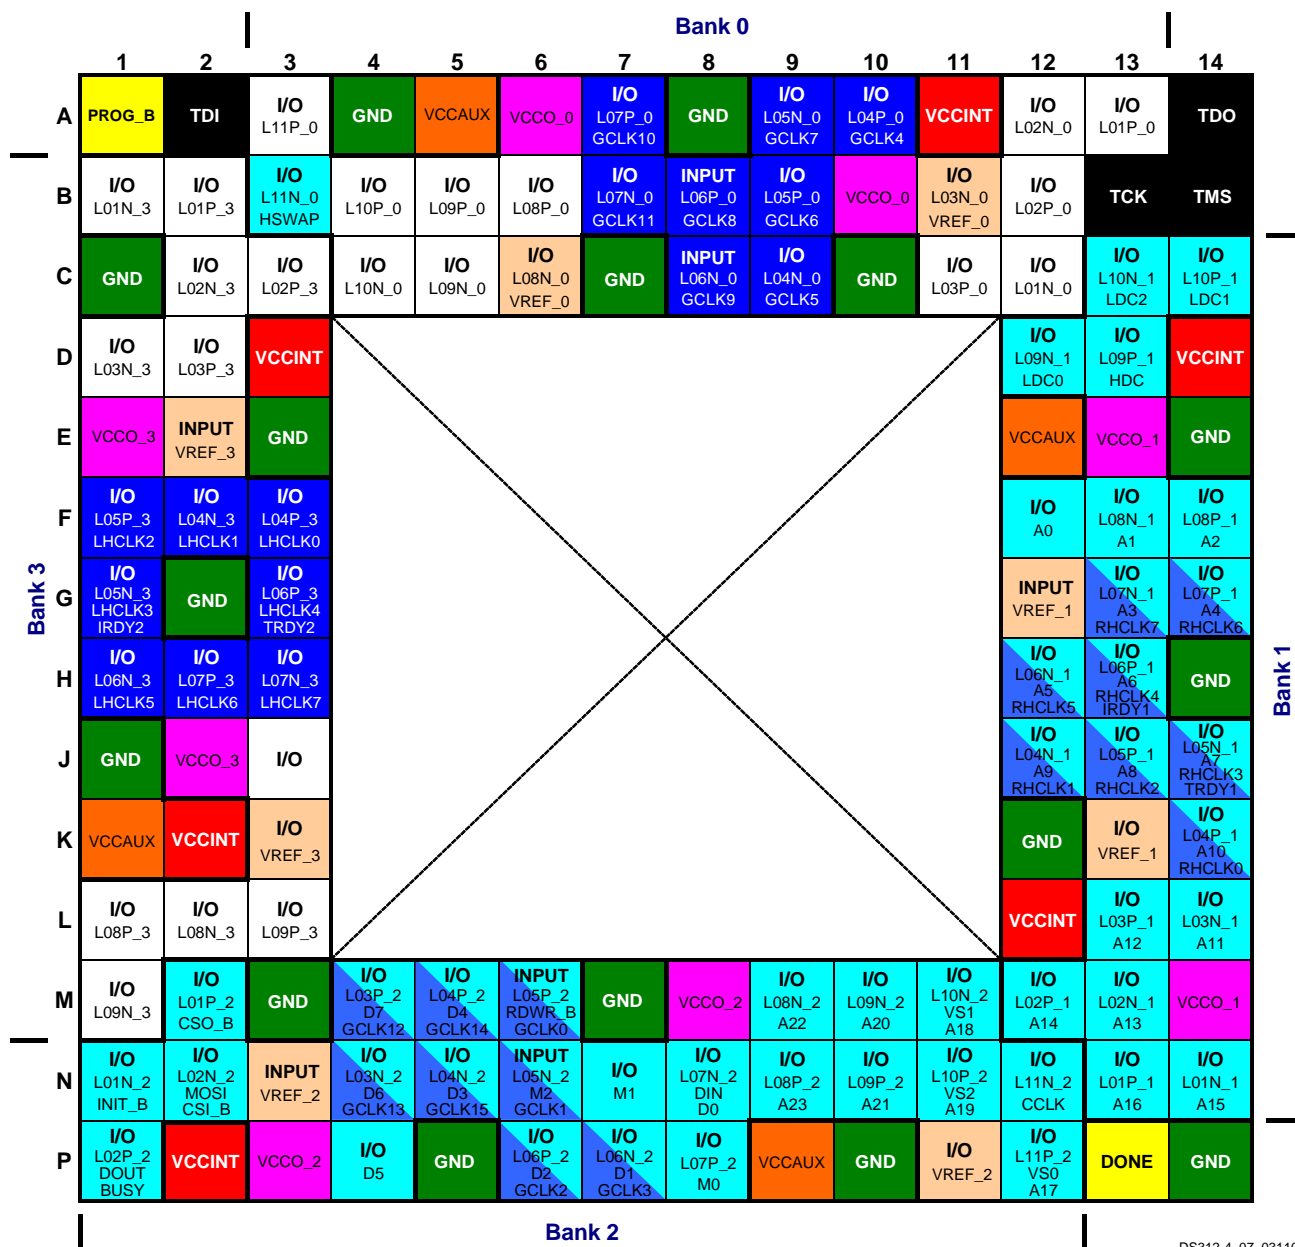 Bank 0
1 2 3 4 5 6 7 8 9 10 11 12 13 14
A PROG_B TDI I/O L11P_0 GND VCCAUX VCCO_0 I/O L07P_0 GCLK10 GND I/O L05N_0 GCLK7 I/O L04P_0 GCLK4 VCCINT I/O L02N_0 I/O L01P_0 TDO
B I/O L01N_3 I/O L01P_3 I/O L11N_0 HSWAP I/O L10P_0 I/O L09P_0 I/O L08P_0 I/O L07N_0 GCLK11 INPUT L06P_0 GCLK8 I/O L05P_0 GCLK6 VCCO_0 I/O L03N_0 VREF_0 I/O L02P_0 TCK TMS
C GND I/O L02N_3 I/O L02P_3 I/O L10N_0 I/O L09N_0 I/O L08N_0 VREF_0 GND INPUT L06N_0 GCLK9 I/O L04N_0 GCLK5 GND I/O L03P_0 I/O L01N_0 I/O L10N_1 LDC2 I/O L10P_1 LDC1
D I/O L03N_3 I/O L03P_3 VCCINT I/O L09N_1 LDC0 I/O L09P_1 HDC VCCINT
E VCCO_3 INPUT VREF_3 GND VCCAUX VCCO_1 GND
F I/O L05P_3 LHCLK2 I/O L04N_3 LHCLK1 I/O L04P_3 LHCLK0 I/O A0 I/O L08N_1 A1 I/O L08P_1 A2
G I/O L05N_3 LHCLK3 IRDY2 GND I/O L06P_3 LHCLK4 TRDY2 INPUT VREF_1 I/O L07N_1 A3 RHCLK7 I/O L07P_1 A4 RHCLK6
Bank 3
H I/O L06N_3 LHCLK5 I/O L07P_3 LHCLK6 I/O L07N_3 LHCLK7 I/O L06N_1 A5 RHCLK5 I/O L06P_1 A6 RHCLK4 IRDY1 GND
Bank 1
J GND VCCO_3 I/O I/O L04N_1 A9 RHCLK1 I/O L05P_1 A8 RHCLK2 I/O L05N_1 A7 RHCLK3 TRDY1
K VCCAUX VCCINT I/O VREF_3 GND I/O VREF_1 I/O L04P_1 A10 RHCLK0
L I/O L08P_3 I/O L08N_3 I/O L09P_3 VCCINT I/O L03P_1 A12 I/O L03N_1 A11
M I/O L09N_3 I/O L01P_2 CSO_B GND I/O L03P_2 D7 GCLK12 I/O L04P_2 D4 GCLK14 INPUT L05P_2 RDWR_B GCLK0 GND VCCO_2 I/O L08N_2 A22 I/O L09N_2 A20 I/O L10N_2 VS1 A18 I/O L02P_1 A14 I/O L02N_1 A13 VCCO_1
N I/O L01N_2 INIT_B I/O L02N_2 MOSI CSI_B INPUT VREF_2 I/O L03N_2 D6 GCLK13 I/O L04N_2 D3 GCLK15 INPUT L05N_2 M2 GCLK1 I/O M1 I/O L07N_2 DIN D0 I/O L08P_2 A23 I/O L09P_2 A21 I/O L10P_2 VS2 A19 I/O L11N_2 CCLK I/O L01P_1 A16 I/O L01N_1 A15
P I/O L02P_2 DOUT BUSY VCCINT VCCO_2 I/O D5 GND I/O L06P_2 D2 GCLK2 I/O L06N_2 D1 GCLK3 I/O L07P_2 M0 VCCAUX GND I/O VREF_2 I/O L11P_2 VS0 A17 DONE GND
Bank 2